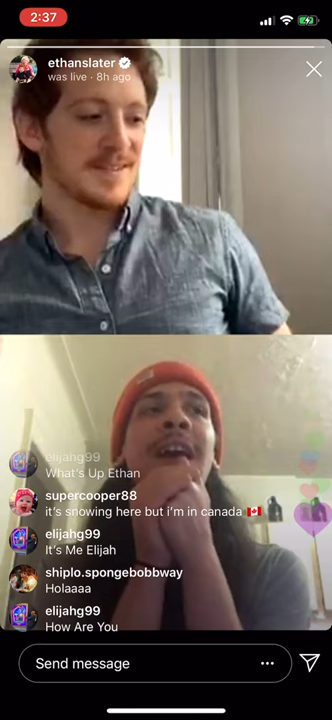 2:37
ethanslater
was live · 8h ago
elijahg99
What's Up Ethan
supercooper88
it's snowing here but i'm in canada 🇨🇦
elijahg99
It's Me Elijah
shiplo.spongebobbway
Holaaaa
elijahg99
How Are You
Send message